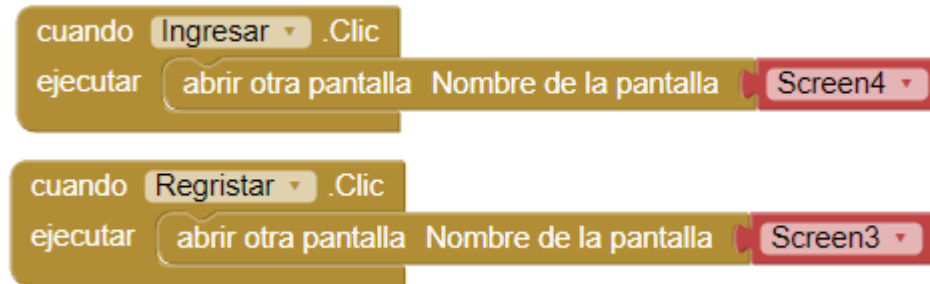 cuando Ingresar .Clic
ejecutar abrir otra pantalla Nombre de la pantalla Screen4
cuando Regristar .Clic
ejecutar abrir otra pantalla Nombre de la pantalla Screen3